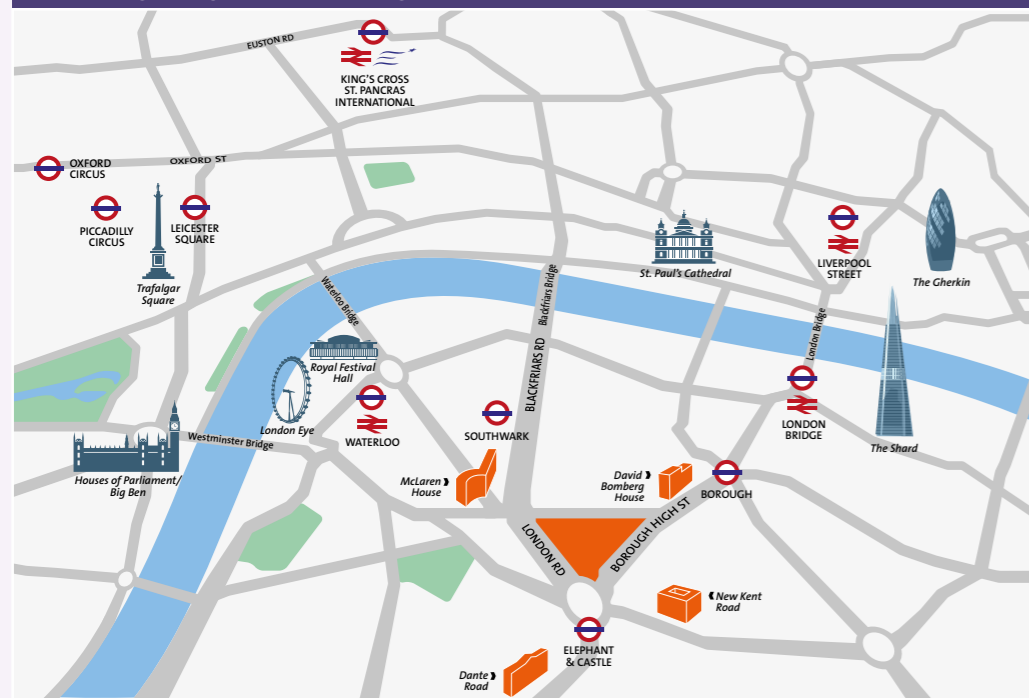 EUSTON RD
KING'S CROSS
ST. PANCRAS
INTERNATIONAL
OXFORD
CIRCUS
OXFORD ST
PICCADILLY
CIRCUS
LEICESTER
SQUARE
Trafalgar
Square
St. Paul's Cathedral
LIVERPOOL
STREET
The Gherkin
Waterloo Bridge
Blackfriars Bridge
London Bridge
Royal Festival
Hall
BLACKFRIARS RD
London Eye
WATERLOO
SOUTHWARK
LONDON
BRIDGE
The Shard
Westminster Bridge
Houses of Parliament/
Big Ben
McLaren
House
David
Bomberg
House
BOROUGH
LONDON RD
BOROUGH HIGH ST
New Kent
Road
ELEPHANT
& CASTLE
Dante
Road